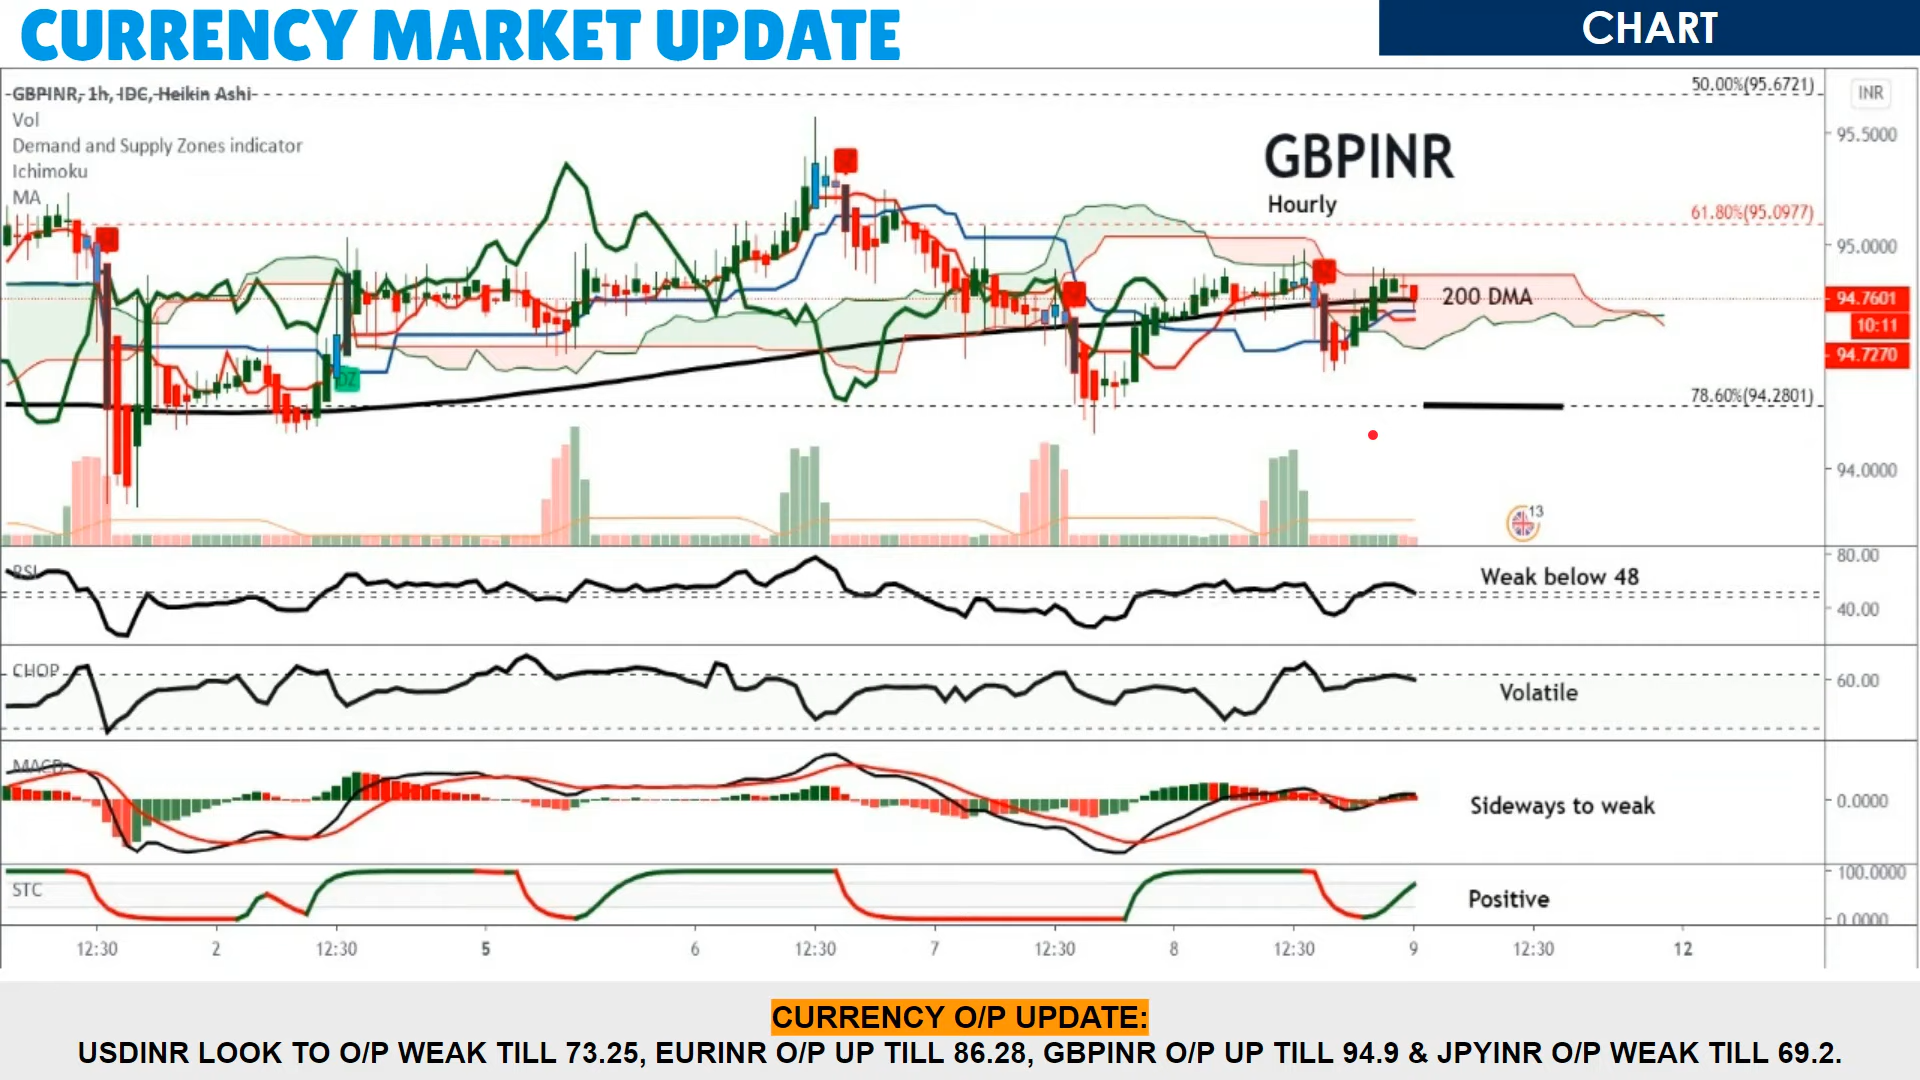 CURRENCY MARKET UPDATE
CHART
GBPINR, 1h, IDC, Heikin Ashi
50.00%(95.6721)
INR
Vol
95.5000
Demand and Supply Zones indicator
GBPINR
Ichimoku
MA
Hourly
61.80%(95.0977)
95.0000
200 DMA
94.7601
10:11
94.7270
DZ
78.60%(94.2801)
94.0000
13
80.00
RSI
Weak below 48
40.00
CHOP
60.00
Volatile
MACD
0.0000
Sideways to weak
100.0000
STC
Positive
0.0000
12:30 2 12:30 5 6 12:30 7 12:30 8 12:30 9 12:30 12
CURRENCY O/P UPDATE:
USDINR LOOK TO O/P WEAK TILL 73.25, EURINR O/P UP TILL 86.28, GBPINR O/P UP TILL 94.9 & JPYINR O/P WEAK TILL 69.2.